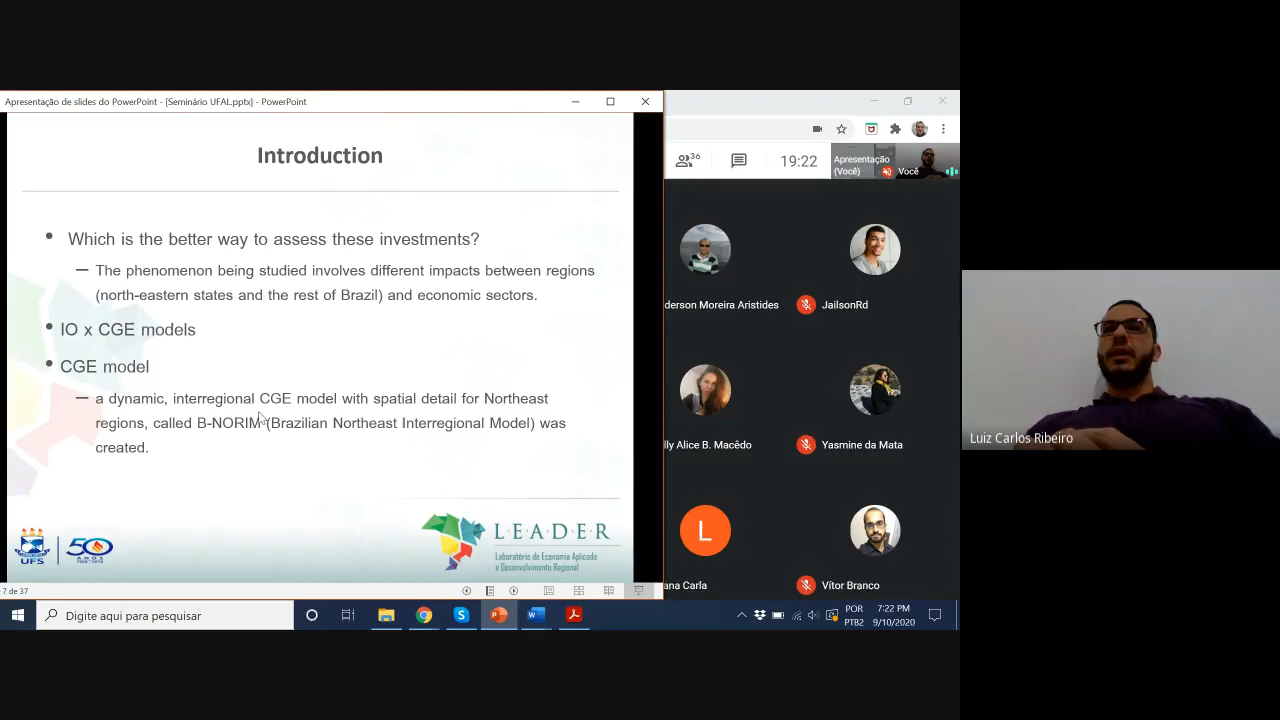 Apresentação de slides do PowerPoint - [Seminário UFAL.pptx] - PowerPoint
Introduction
• Which is the better way to assess these investments?
— The phenomenon being studied involves different impacts between regions
(north-eastern states and the rest of Brazil) and economic sectors.
• IO x CGE models
• CGE model
— a dynamic, interregional CGE model with spatial detail for Northeast
regions, called B-NORIM (Brazilian Northeast Interregional Model) was
created.
UFS
50
ANOS
L·E·A·D·E·R
Laboratório de Economia Aplicada
e Desenvolvimento Regional
7 de 37
36
19:22
Apresentação
(Você)
Você
derson Moreira Aristides
JailsonRd
lly Alice B. Macêdo
Yasmine da Mata
L
ana Carla
Vítor Branco
Luiz Carlos Ribeiro
Digite aqui para pesquisar
POR
PTB2
7:22 PM
9/10/2020